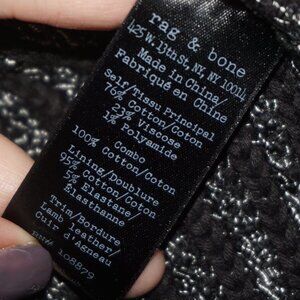 rag & bone
425 W. 13th St, NY, NY 10014
Made in China/
Fabriqué en Chine
Self/Tissu Principal
76% Cotton/Coton
23% Viscose
1% Polyamide
Combo
100% Cotton/Coton
Lining/Doublure
95% Cotton/Coton
5% Elastane/
Elasthanne
Trim/Bordure
Lamb leather/
Cuir d'Agneau
RN# 108879